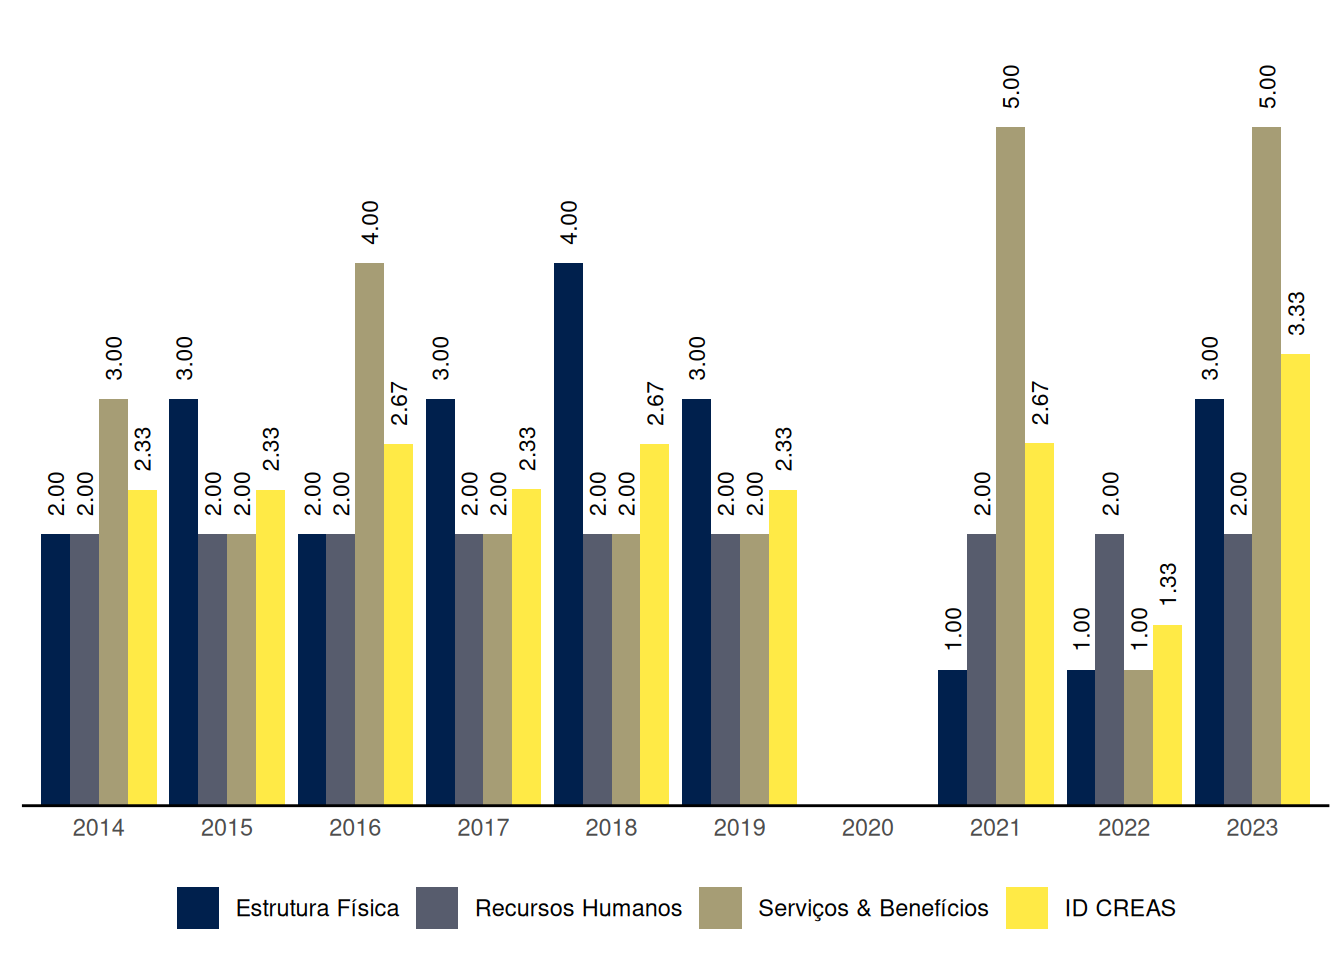 5.00 5.00
4.00 4.00
3.33
3.00 3.00 3.00 3.00 3.00
2.67 2.67 2.67
2.33 2.33 2.33 2.33
2.00 2.00 2.00 2.00 2.00 2.00 2.00 2.00 2.00 2.00 2.00 2.00 2.00 2.00 2.00
1.33
1.00 1.00 1.00
2014 2015 2016 2017 2018 2019 2020 2021 2022 2023
Estrutura Física Recursos Humanos Serviços & Benefícios ID CREAS